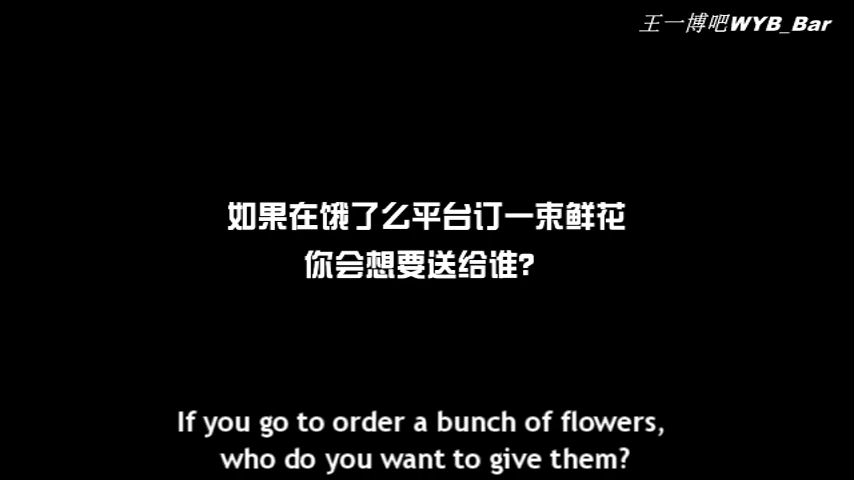 王一博吧WYB_Bar
如果在饿了么平台订一束鲜花
你会想要送给谁?
If you go to order a bunch of flowers,
who do you want to give them?